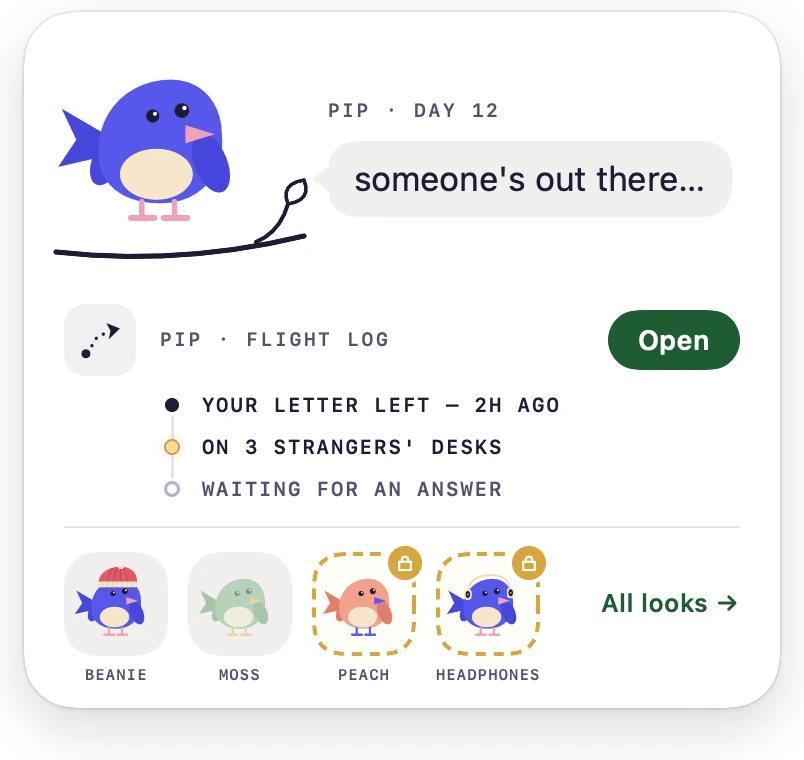 PIP · DAY 12
someone's out there...
PIP · FLIGHT LOG
Open
YOUR LETTER LEFT — 2H AGO
ON 3 STRANGERS' DESKS
WAITING FOR AN ANSWER
BEANIE
MOSS
PEACH
HEADPHONES
All looks →